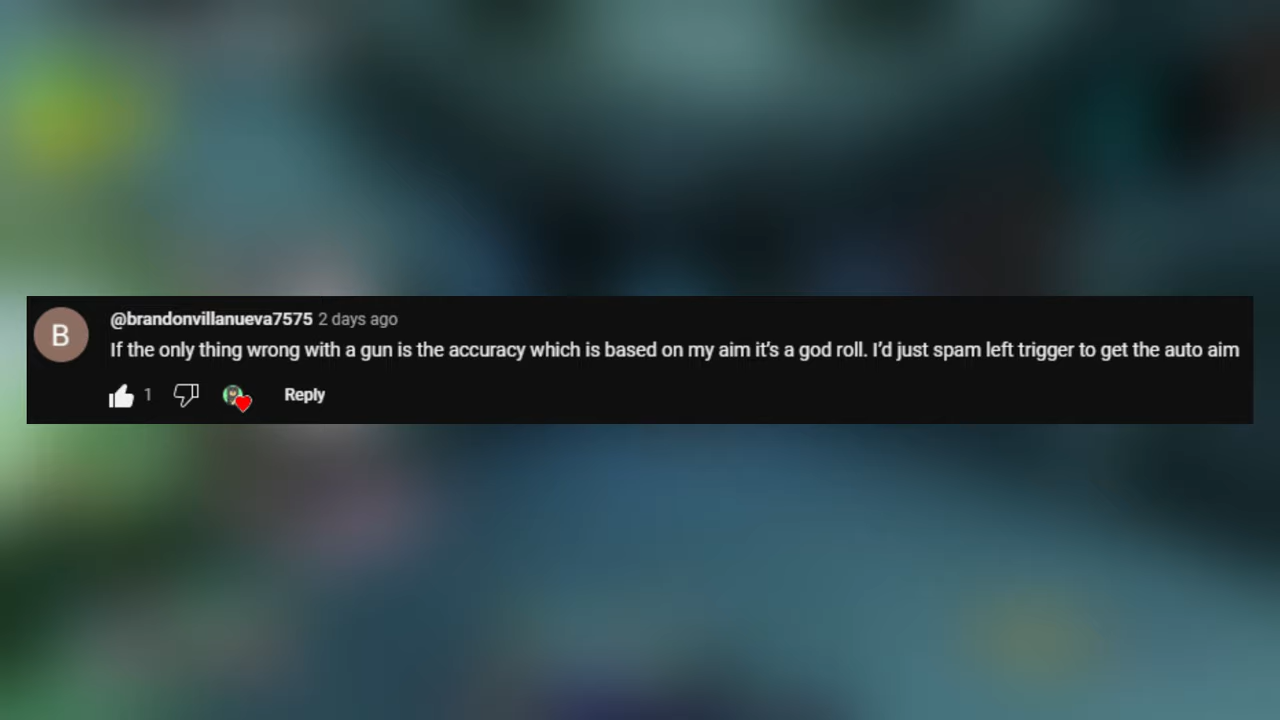 @brandonvillanueva7575 2 days ago
If the only thing wrong with a gun is the accuracy which is based on my aim it’s a god roll. I’d just spam left trigger to get the auto aim
1 Reply
B